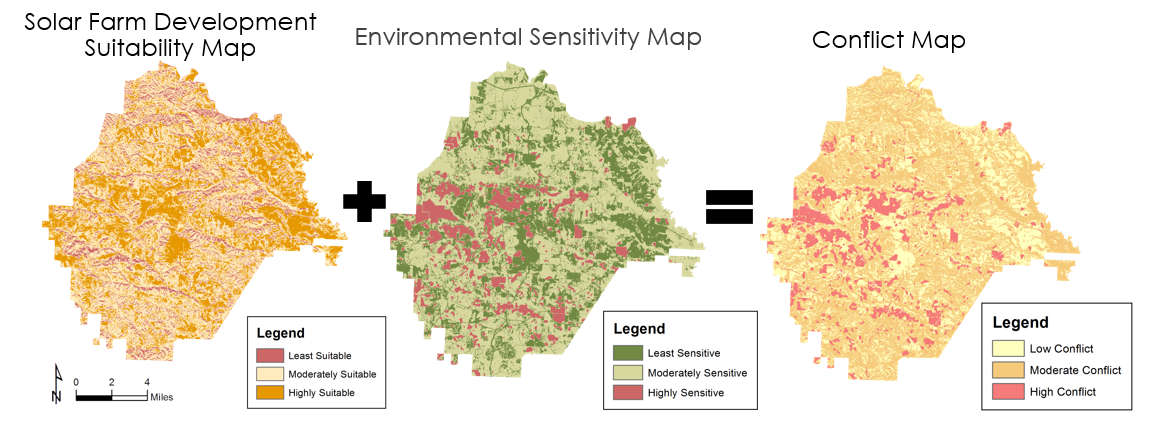 Solar Farm Development
Suitability Map
Environmental Sensitivity Map
Conflict Map
Legend
Least Suitable
Moderately Suitable
Highly Suitable
N
0 2 4
Miles
Legend
Least Sensitive
Moderately Sensitive
Highly Sensitive
Legend
Low Conflict
Moderate Conflict
High Conflict